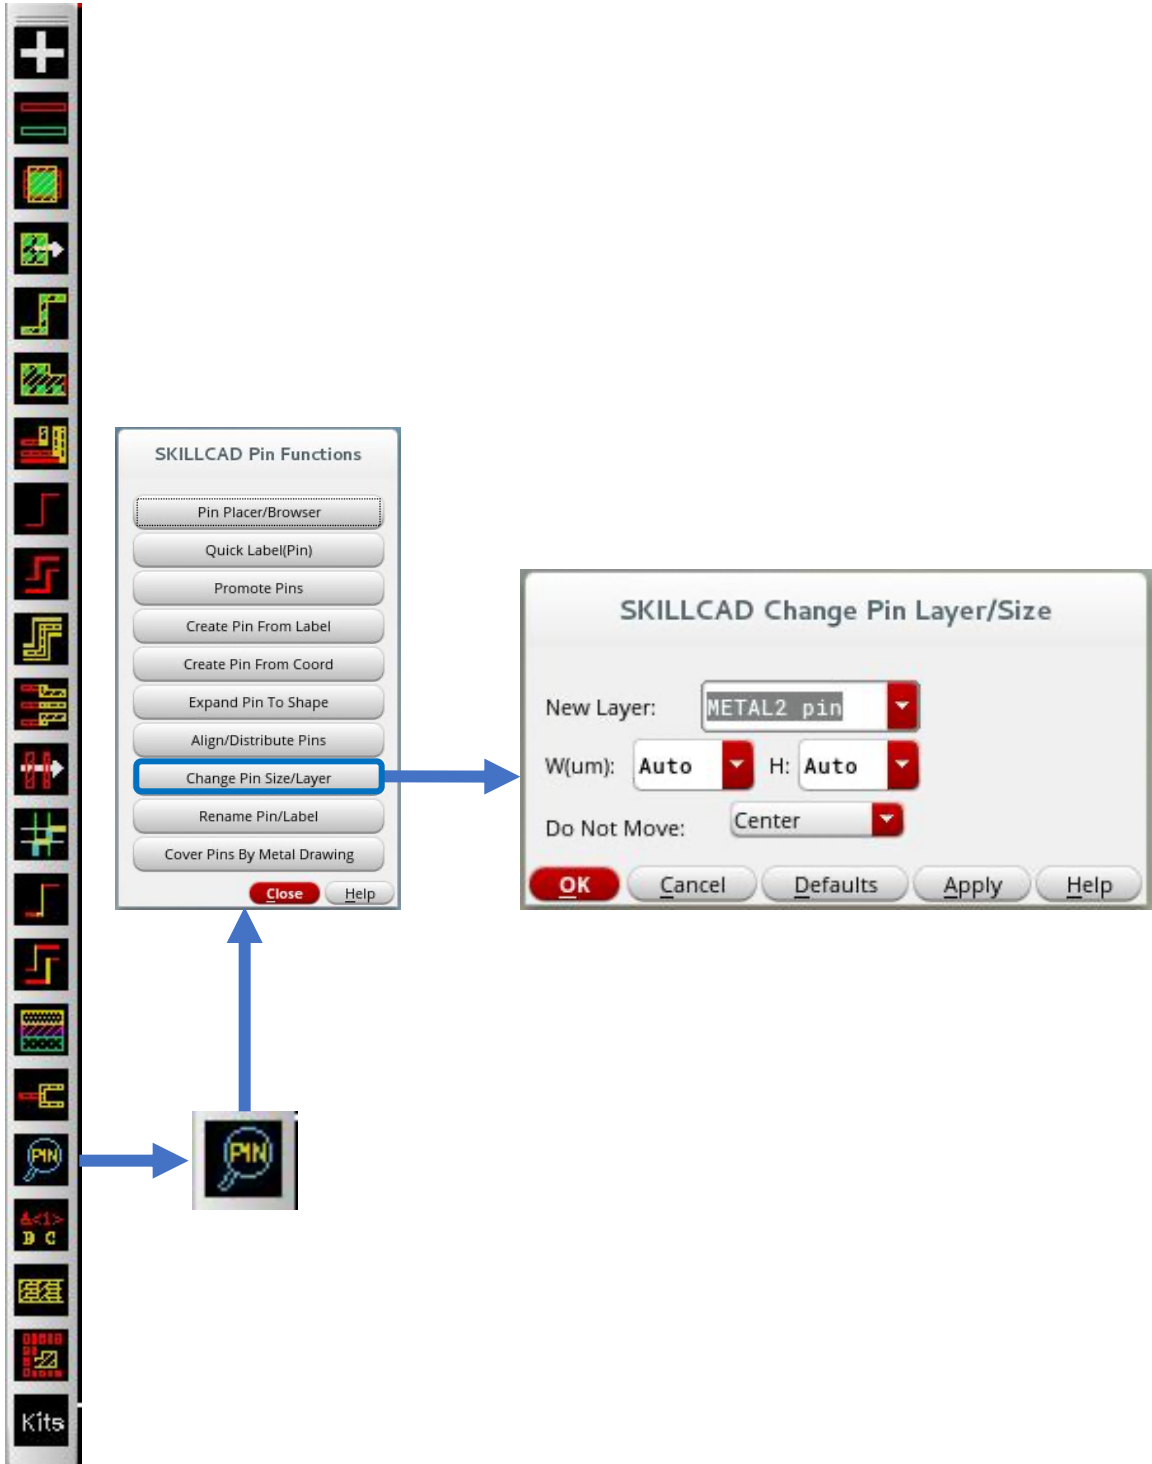 SKILLCAD Pin Functions
Pin Placer/Browser
Quick Label(Pin)
Promote Pins
Create Pin From Label
Create Pin From Coord
Expand Pin To Shape
Align/Distribute Pins
Change Pin Size/Layer
Rename Pin/Label
Cover Pins By Metal Drawing
Close Help
SKILLCAD Change Pin Layer/Size
New Layer: METAL2 pin
W(um): Auto H: Auto
Do Not Move: Center
OK Cancel Defaults Apply Help
PIN
PIN
A<1>
B C
Kits